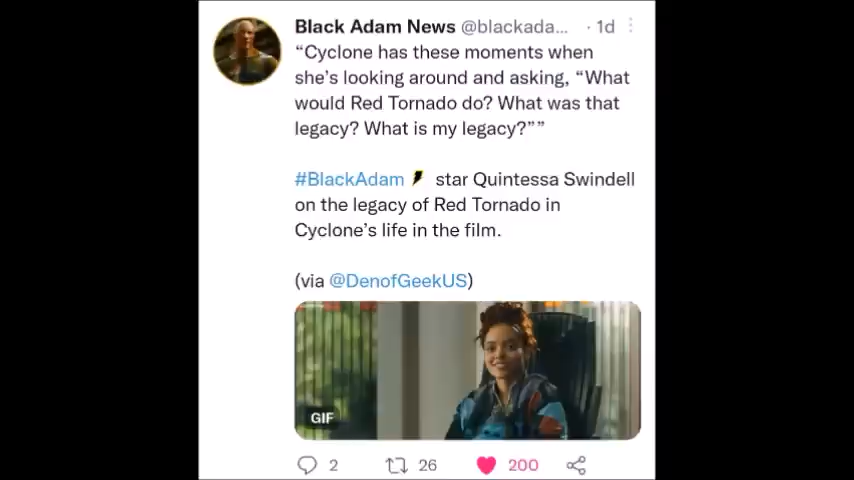 Black Adam News @blackada... · 1d
“Cyclone has these moments when
she’s looking around and asking, “What
would Red Tornado do? What was that
legacy? What is my legacy?””
#BlackAdam star Quintessa Swindell
on the legacy of Red Tornado in
Cyclone’s life in the film.
(via @DenofGeekUS)
GIF
2 26 200